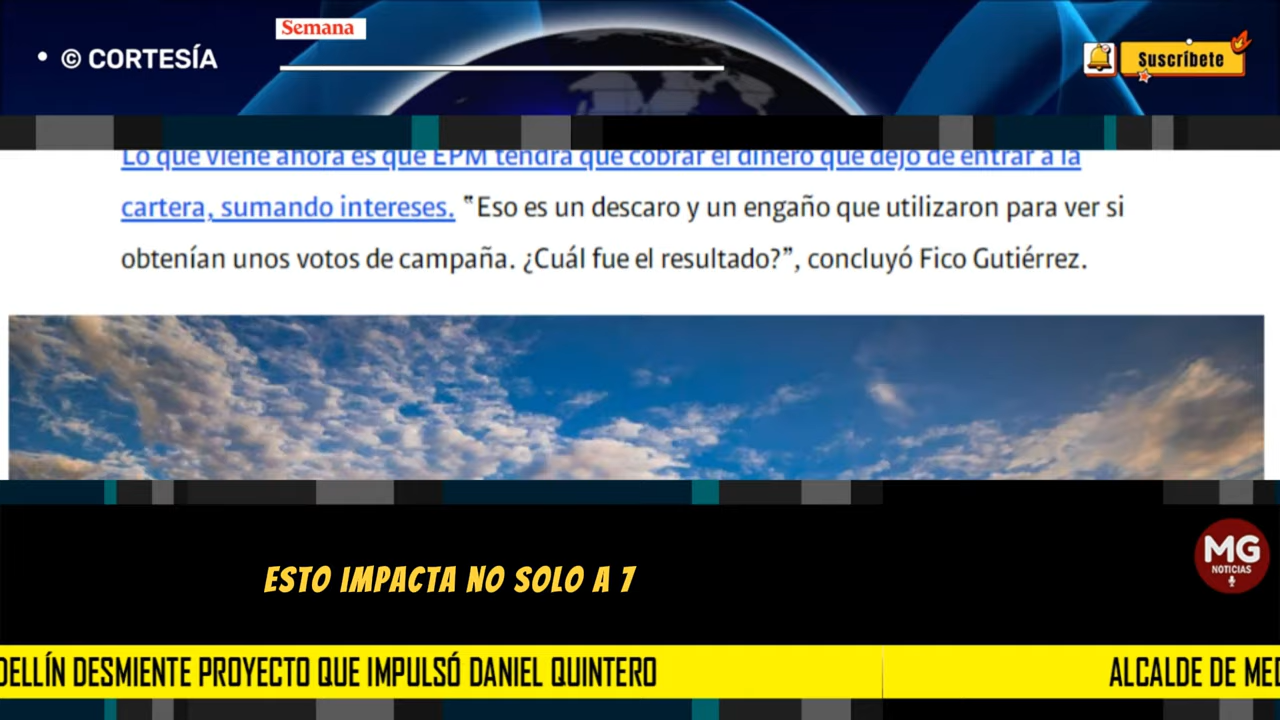 Semana
• © CORTESÍA
Suscríbete
Lo que viene ahora es que EPM tendrá que cobrar el dinero que dejó de entrar a la
cartera, sumando intereses. “Eso es un descaro y un engaño que utilizaron para ver si
obtenían unos votos de campaña. ¿Cuál fue el resultado?”, concluyó Fico Gutiérrez.
ESTO IMPACTA NO SOLO A 7
MG
NOTICIAS
DELLÍN DESMIENTE PROYECTO QUE IMPULSÓ DANIEL QUINTERO
ALCALDE DE MED